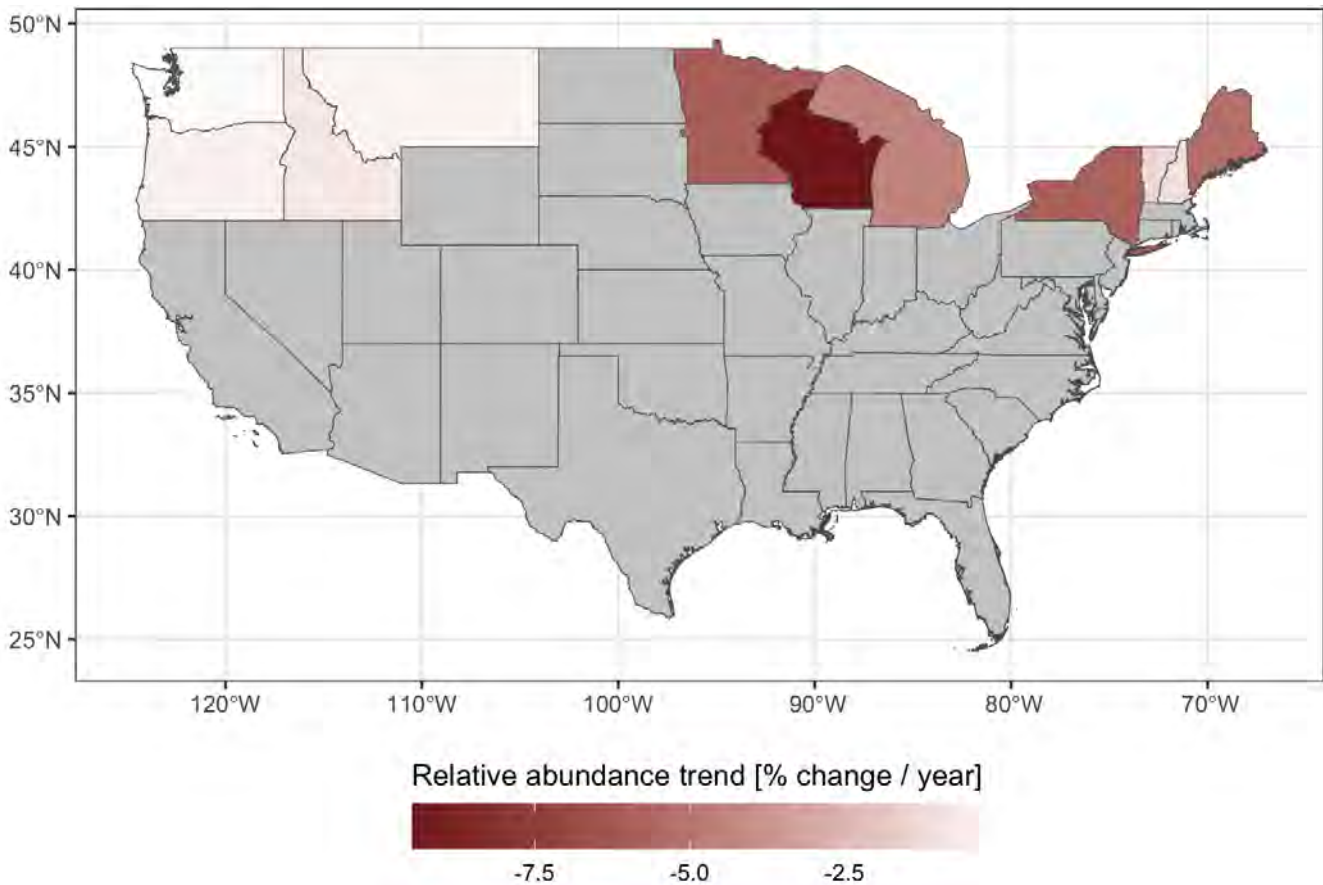 50°N
45°N
40°N
35°N
30°N
25°N
120°W 110°W 100°W 90°W 80°W 70°W
Relative abundance trend [% change / year]
-7.5 -5.0 -2.5